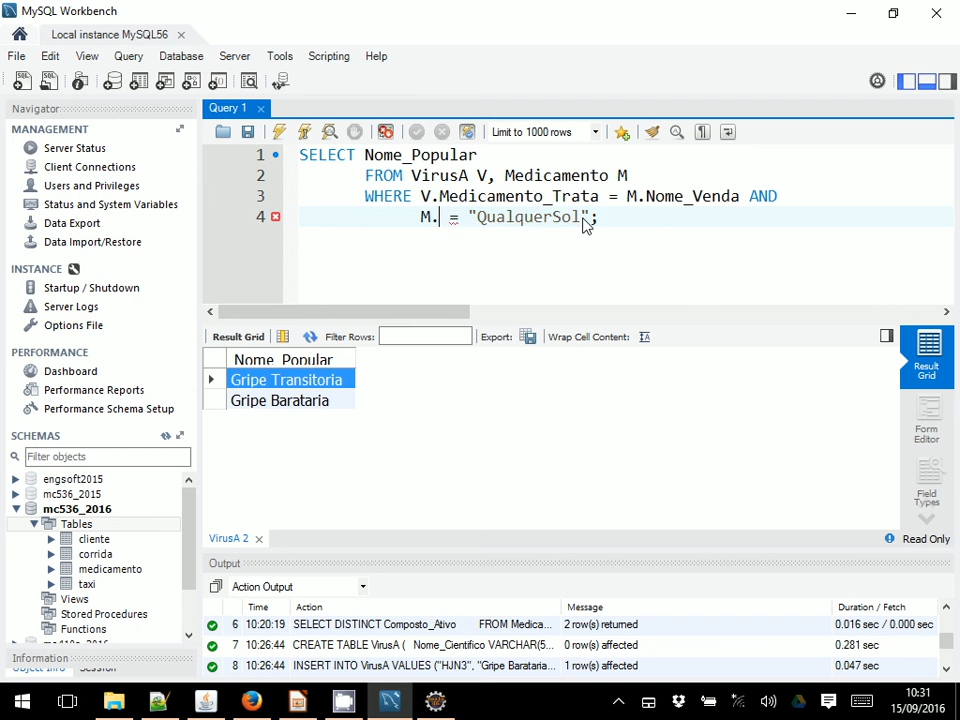 MySQL Workbench
Local instance MySQL56
File Edit View Query Database Server Tools Scripting Help
Navigator
MANAGEMENT
Server Status
Client Connections
Users and Privileges
Status and System Variables
Data Export
Data Import/Restore
INSTANCE
Startup / Shutdown
Server Logs
Options File
PERFORMANCE
Dashboard
Performance Reports
Performance Schema Setup
SCHEMAS
Filter objects
engsoft2015
mc536_2015
mc536_2016
Tables
cliente
corrida
medicamento
taxi
Views
Stored Procedures
Functions
Information
Query 1
Limit to 1000 rows
1 SELECT Nome_Popular
2 FROM VirusA V, Medicamento M
3 WHERE V.Medicamento_Trata = M.Nome_Venda AND
4 M. = "QualquerSol";
Result Grid Filter Rows: Export: Wrap Cell Content:
Nome_Popular
Gripe Transitoria
Gripe Barataria
Result Grid
Form Editor
Field Types
VirusA 2
Read Only
Output
Action Output
Time Action Message Duration / Fetch
6 10:20:19 SELECT DISTINCT Composto_Ativo FROM Medica... 2 row(s) returned 0.016 sec / 0.000 sec
7 10:26:44 CREATE TABLE VirusA ( Nome_Cientifico VARCHAR(5... 0 row(s) affected 0.281 sec
8 10:26:44 INSERT INTO VirusA VALUES ("HJN3", "Gripe Barataria... 1 row(s) affected 0.047 sec
10:31
15/09/2016